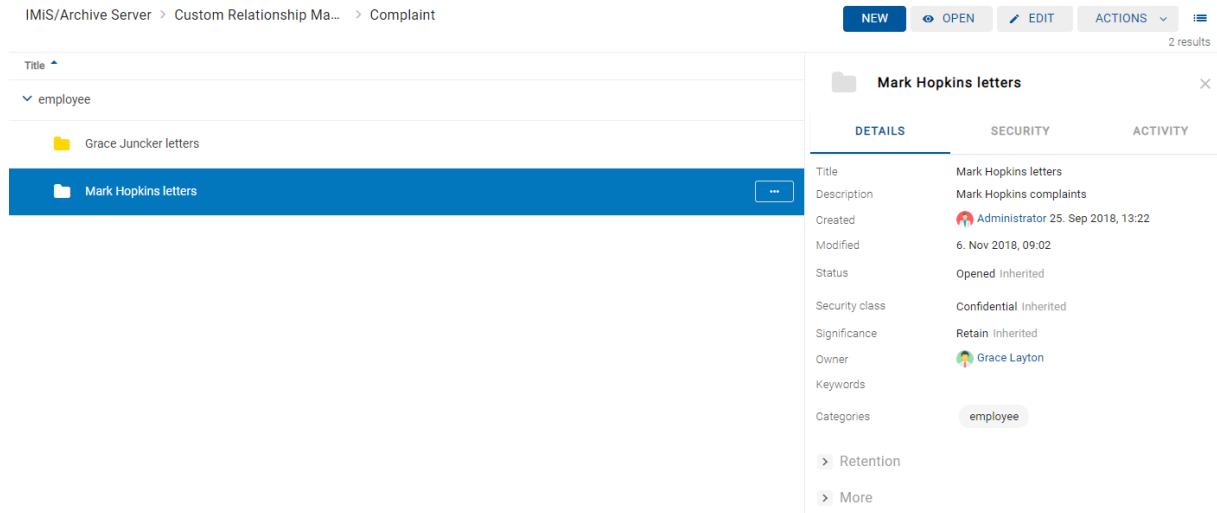 IMiS/Archive Server > Custom Relationship Ma... > Complaint
NEW OPEN EDIT ACTIONS
2 results
Title
employee
Grace Juncker letters
Mark Hopkins letters
...
Mark Hopkins letters
DETAILS SECURITY ACTIVITY
Title Mark Hopkins letters
Description Mark Hopkins complaints
Created Administrator 25. Sep 2018, 13:22
Modified 6. Nov 2018, 09:02
Status Opened Inherited
Security class Confidential Inherited
Significance Retain Inherited
Owner Grace Layton
Keywords
Categories employee
> Retention
> More